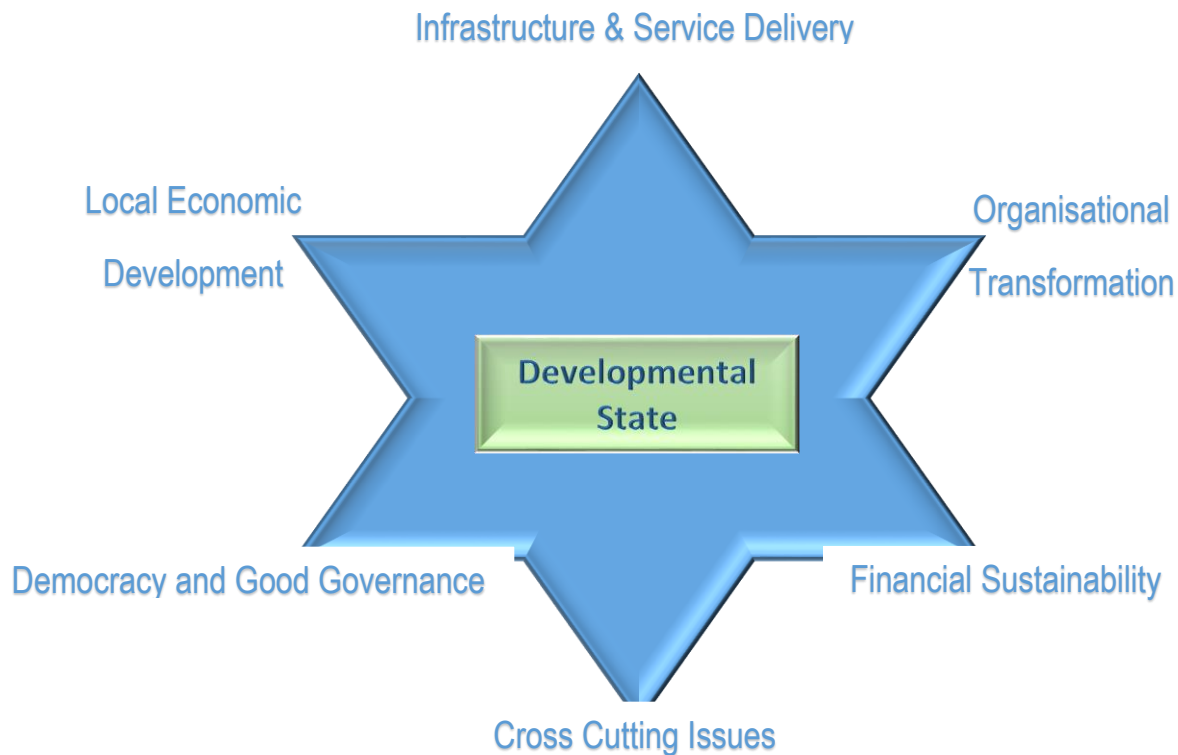 Infrastructure & Service Delivery
Local Economic
Development
Organisational
Transformation
Developmental
State
Democracy and Good Governance
Financial Sustainability
Cross Cutting Issues